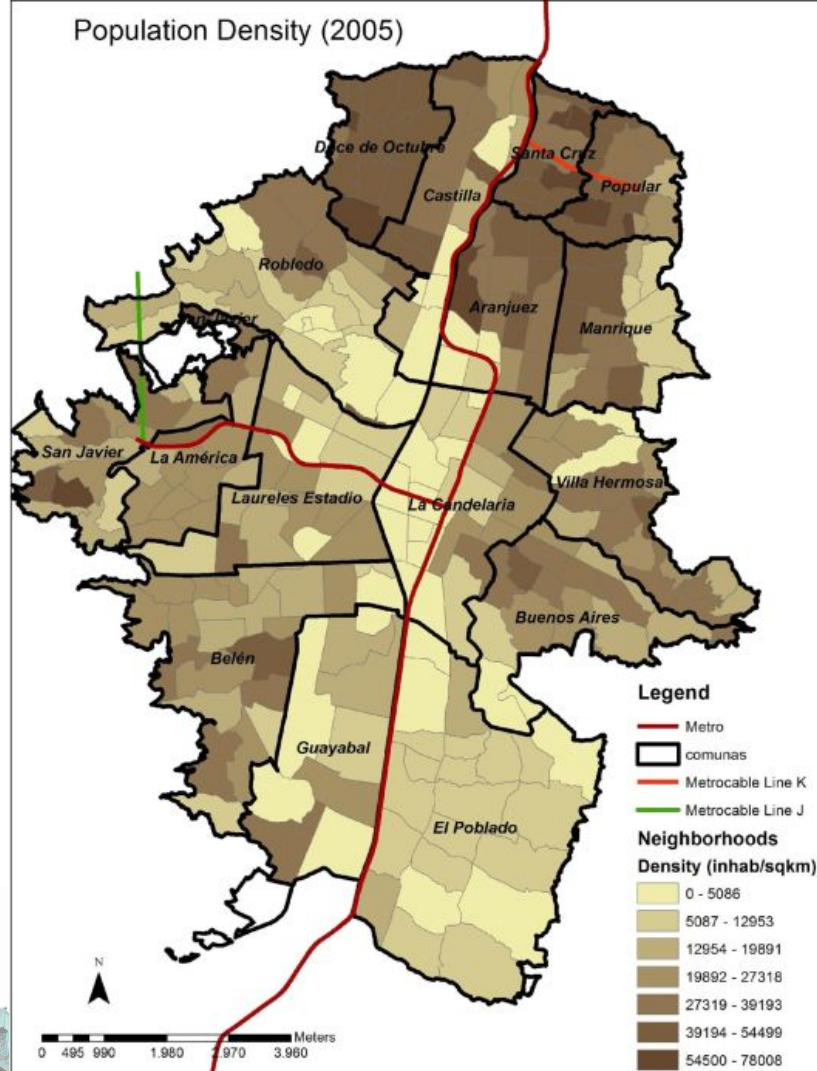 Population Density (2005)
Doce de Octubre
Santa Cruz
Popular
Castilla
Robledo
Aranjuez
Manrique
San Javier
San Javier
La América
Laureles Estadio
La Candelaria
Villa Hermosa
Buenos Aires
Belén
Guayabal
El Poblado
Legend
Metro
comunas
Metrocable Line K
Metrocable Line J
Neighborhoods
Density (inhab/sqkm)
0 - 5086
5087 - 12953
12954 - 19891
19892 - 27318
27319 - 39193
39194 - 54499
54500 - 78008
N
Meters
0 495 990 1.980 2.970 3.960